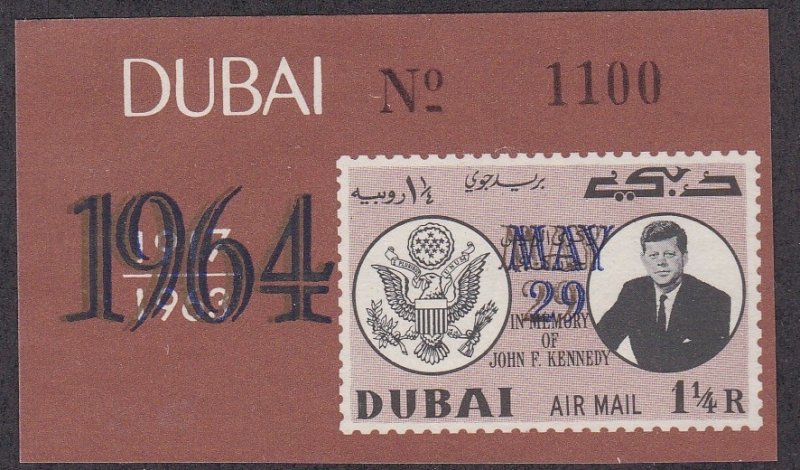 DUBAI Nº 1100
1964
1917
1963
١¼ روبية
بريد جوي
دبي
MAY
29
IN MEMORY
OF
JOHN F. KENNEDY
DUBAI AIR MAIL 1¼ R